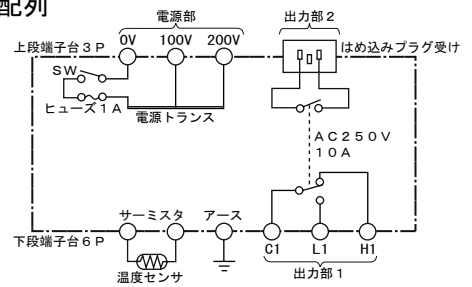 配列
電源部
出力部2
上段端子台3P
0V 100V 200V
はめ込みプラグ受け
SW
ヒューズ1A
電源トランス
AC250V
10A
サーミスタ アース
下段端子台6P
C1 L1 H1
温度センサ
出力部1